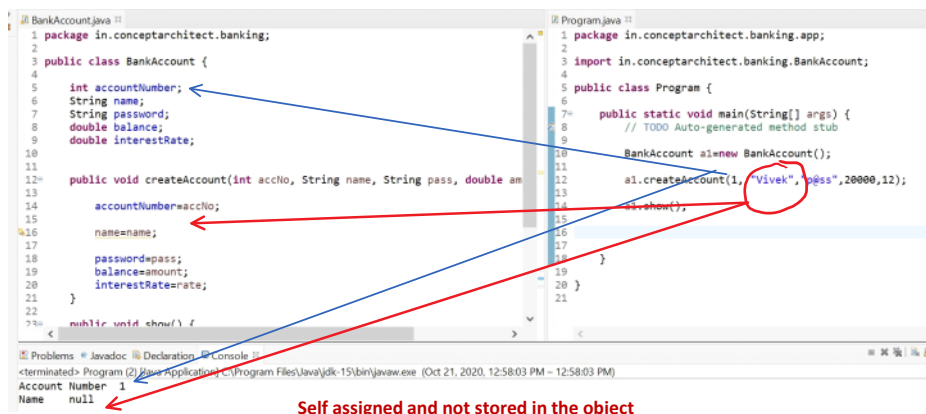 BankAccount.java
1 package in.conceptarchitect.banking;
2
3 public class BankAccount {
4
5 int accountNumber;
6 String name;
7 String password;
8 double balance;
9 double interestRate;
10
11
12 public void createAccount(int accNo, String name, String pass, double am
13
14 accountNumber=accNo;
15
16 name=name;
17
18 password=pass;
19 balance=amount;
20 interestRate=rate;
21 }
22
23 public void show() {
Program.java
1 package in.conceptarchitect.banking.app;
2
3 import in.conceptarchitect.banking.BankAccount;
4
5 public class Program {
6
7 public static void main(String[] args) {
8 // TODO Auto-generated method stub
9
10 BankAccount a1=new BankAccount();
11
12 a1.createAccount(1, "Vivek","p@ss",20000,12);
13
14 a1.show();
15
16
17
18 }
19
20 }
21
Problems Javadoc Declaration Console
<terminated> Program (2) [Java Application] C:\Program Files\Java\jdk-15\bin\javaw.exe (Oct 21, 2020, 12:58:03 PM – 12:58:03 PM)
Account Number 1
Name null
Self assigned and not stored in the object